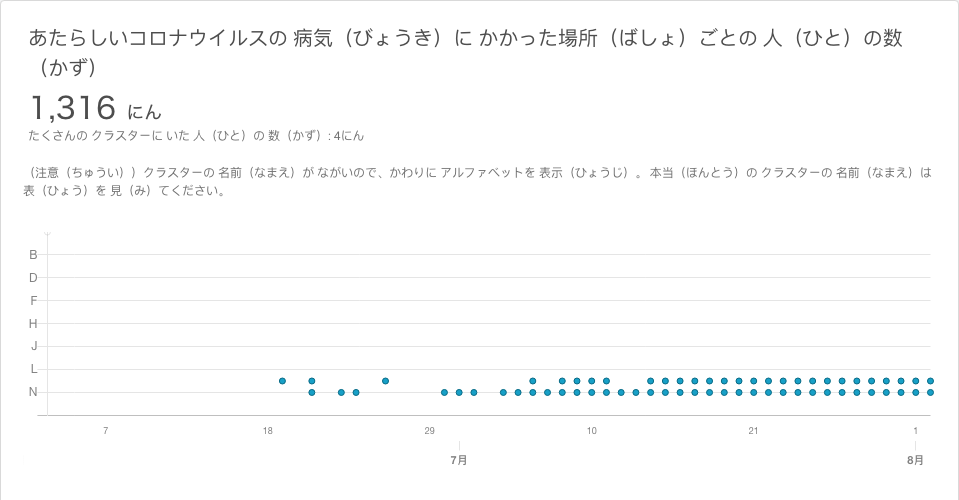 あたらしいコロナウイルスの 病気（びょうき）に かかった場所（ばしょ）ごとの 人（ひと）の数
（かず）
1,316 にん
たくさんの クラスターに いた 人（ひと）の 数（かず）: 4にん
（注意（ちゅうい））クラスターの 名前（なまえ）が ながいので、かわりに アルファベットを 表示（ひょうじ）。本当（ほんとう）の クラスターの 名前（なまえ）は
表（ひょう）を 見（み）てください。
B
D
F
H
J
L
N
7 18 29 10 21 1
7月 8月